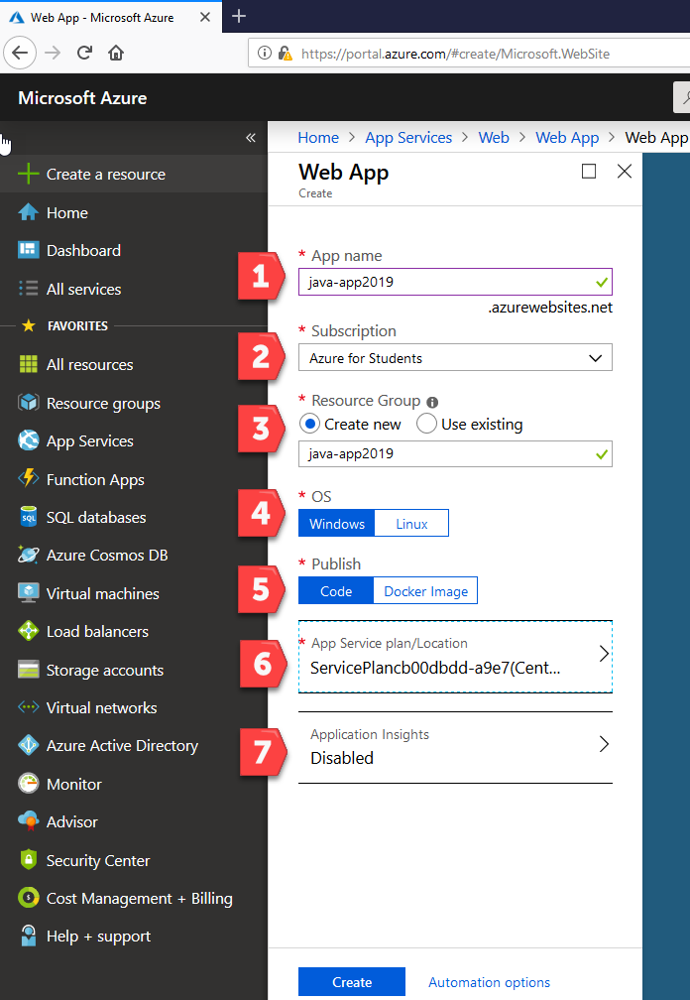 Web App - Microsoft Azure
https://portal.azure.com/#create/Microsoft.WebSite
Microsoft Azure
«
Create a resource
Home
Dashboard
All services
FAVORITES
All resources
Resource groups
App Services
Function Apps
SQL databases
Azure Cosmos DB
Virtual machines
Load balancers
Storage accounts
Virtual networks
Azure Active Directory
Monitor
Advisor
Security Center
Cost Management + Billing
Help + support
Home > App Services > Web > Web App > Web App
Web App
Create
1
* App name
java-app2019
.azurewebsites.net
2
* Subscription
Azure for Students
3
* Resource Group
Create new Use existing
java-app2019
4
* OS
Windows Linux
5
* Publish
Code Docker Image
6
* App Service plan/Location
ServicePlancb00dbdd-a9e7(Cent...
7
Application Insights
Disabled
Create Automation options